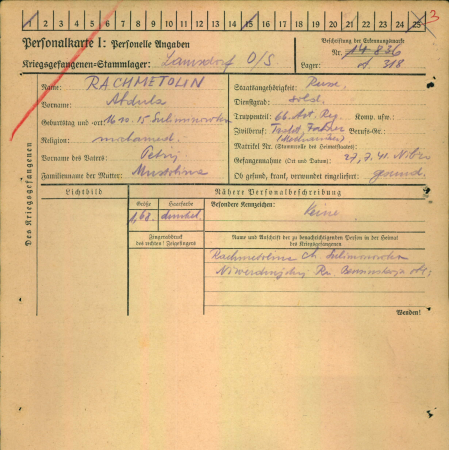 1 2 3 4 5 6 7 8 9 10 11 12 13 14 15 16 17 18 19 20 21 22 23 24 25 3
Personalkarte I: Personelle Angaben
Beschriftung der Erkennungsmarke
Nr. 14 836
Kriegsgefangenen-Stammlager: Lamsdorf O/S
Lager: 318
Des Kriegsgefangenen
Name: RACHMETOLIN
Vorname: Abdula
Geburtstag und -ort: 16.10.15
Religion: mohamed.
Vorname des Vaters: Petrij
Familienname der Mutter:
Staatsangehörigkeit: Russe.
Dienstgrad: sold.
Truppenteil: 66. Art. Reg. Komp. usw.:
Zivilberuf: Berufs-Gr.:
Matrikel Nr. (Stammrolle des Heimatstaates):
Gefangennahme (Ort und Datum): 27.7.41.
Ob gesund, krank, verwundet eingeliefert: gesund.
Lichtbild
Nähere Personalbeschreibung
Größe
Haarfarbe
Besondere Kennzeichen:
1,68. dunkel.
Keine
Fingerabdruck
des rechten! Zeigefingers
Name und Anschrift der zu benachrichtigenden Person in der Heimat
des Kriegsgefangenen
Wenden!